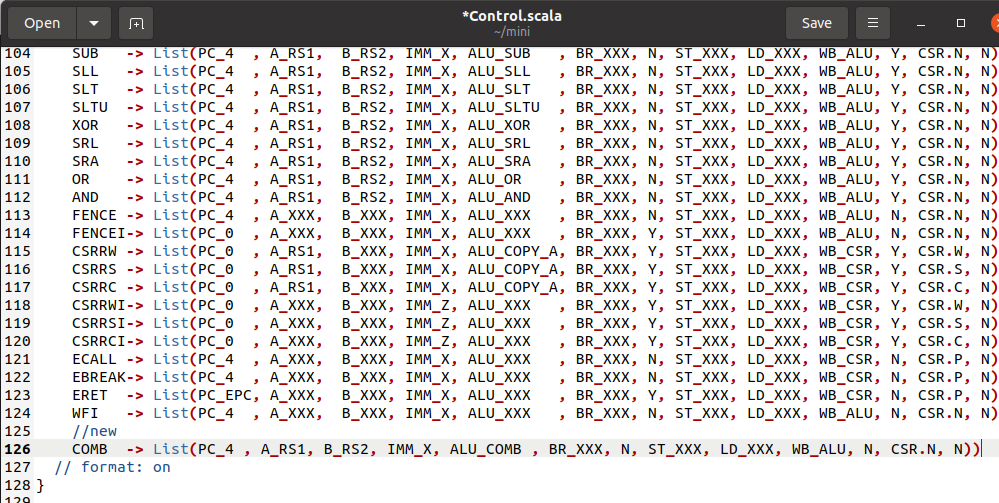 Open
*Control.scala
~/mini
Save
104 SUB -> List(PC_4 , A_RS1, B_RS2, IMM_X, ALU_SUB , BR_XXX, N, ST_XXX, LD_XXX, WB_ALU, Y, CSR.N, N)
105 SLL -> List(PC_4 , A_RS1, B_RS2, IMM_X, ALU_SLL , BR_XXX, N, ST_XXX, LD_XXX, WB_ALU, Y, CSR.N, N)
106 SLT -> List(PC_4 , A_RS1, B_RS2, IMM_X, ALU_SLT , BR_XXX, N, ST_XXX, LD_XXX, WB_ALU, Y, CSR.N, N)
107 SLTU -> List(PC_4 , A_RS1, B_RS2, IMM_X, ALU_SLTU , BR_XXX, N, ST_XXX, LD_XXX, WB_ALU, Y, CSR.N, N)
108 XOR -> List(PC_4 , A_RS1, B_RS2, IMM_X, ALU_XOR , BR_XXX, N, ST_XXX, LD_XXX, WB_ALU, Y, CSR.N, N)
109 SRL -> List(PC_4 , A_RS1, B_RS2, IMM_X, ALU_SRL , BR_XXX, N, ST_XXX, LD_XXX, WB_ALU, Y, CSR.N, N)
110 SRA -> List(PC_4 , A_RS1, B_RS2, IMM_X, ALU_SRA , BR_XXX, N, ST_XXX, LD_XXX, WB_ALU, Y, CSR.N, N)
111 OR -> List(PC_4 , A_RS1, B_RS2, IMM_X, ALU_OR , BR_XXX, N, ST_XXX, LD_XXX, WB_ALU, Y, CSR.N, N)
112 AND -> List(PC_4 , A_RS1, B_RS2, IMM_X, ALU_AND , BR_XXX, N, ST_XXX, LD_XXX, WB_ALU, Y, CSR.N, N)
113 FENCE -> List(PC_4 , A_XXX, B_XXX, IMM_X, ALU_XXX , BR_XXX, N, ST_XXX, LD_XXX, WB_ALU, N, CSR.N, N)
114 FENCEI-> List(PC_0 , A_XXX, B_XXX, IMM_X, ALU_XXX , BR_XXX, Y, ST_XXX, LD_XXX, WB_ALU, N, CSR.N, N)
115 CSRRW -> List(PC_0 , A_RS1, B_XXX, IMM_X, ALU_COPY_A, BR_XXX, Y, ST_XXX, LD_XXX, WB_CSR, Y, CSR.W, N)
116 CSRRS -> List(PC_0 , A_RS1, B_XXX, IMM_X, ALU_COPY_A, BR_XXX, Y, ST_XXX, LD_XXX, WB_CSR, Y, CSR.S, N)
117 CSRRC -> List(PC_0 , A_RS1, B_XXX, IMM_X, ALU_COPY_A, BR_XXX, Y, ST_XXX, LD_XXX, WB_CSR, Y, CSR.C, N)
118 CSRRWI-> List(PC_0 , A_XXX, B_XXX, IMM_Z, ALU_XXX , BR_XXX, Y, ST_XXX, LD_XXX, WB_CSR, Y, CSR.W, N)
119 CSRRSI-> List(PC_0 , A_XXX, B_XXX, IMM_Z, ALU_XXX , BR_XXX, Y, ST_XXX, LD_XXX, WB_CSR, Y, CSR.S, N)
120 CSRRCI-> List(PC_0 , A_XXX, B_XXX, IMM_Z, ALU_XXX , BR_XXX, Y, ST_XXX, LD_XXX, WB_CSR, Y, CSR.C, N)
121 ECALL -> List(PC_4 , A_XXX, B_XXX, IMM_X, ALU_XXX , BR_XXX, N, ST_XXX, LD_XXX, WB_CSR, N, CSR.P, N)
122 EBREAK-> List(PC_4 , A_XXX, B_XXX, IMM_X, ALU_XXX , BR_XXX, N, ST_XXX, LD_XXX, WB_CSR, N, CSR.P, N)
123 ERET -> List(PC_EPC, A_XXX, B_XXX, IMM_X, ALU_XXX , BR_XXX, Y, ST_XXX, LD_XXX, WB_CSR, N, CSR.P, N)
124 WFI -> List(PC_4 , A_XXX, B_XXX, IMM_X, ALU_XXX , BR_XXX, N, ST_XXX, LD_XXX, WB_ALU, N, CSR.N, N)
125 //new
126 COMB -> List(PC_4 , A_RS1, B_RS2, IMM_X, ALU_COMB , BR_XXX, N, ST_XXX, LD_XXX, WB_ALU, N, CSR.N, N))
127 // format: on
128 }
129